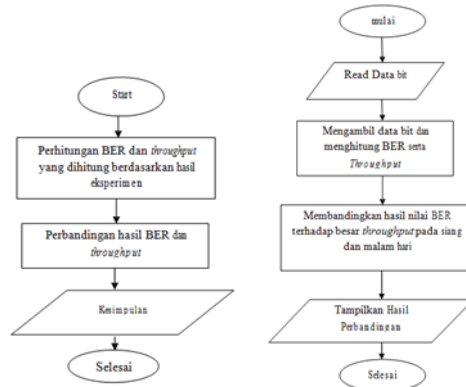 Start
Perhitungan BER dan throughput
yang dihitung berdasarkan hasil
eksperimen
Perbandingan hasil BER dan
throughput
Kesimpulan
Selesai
mulai
Read Data bit
Mengambil data bit dan
menghitung BER serta
Throughput
Membandingkan hasil nilai BER
terhadap besar throughput pada siang
dan malam hari
Tampilkan Hasil
Perbandingan
Selesai